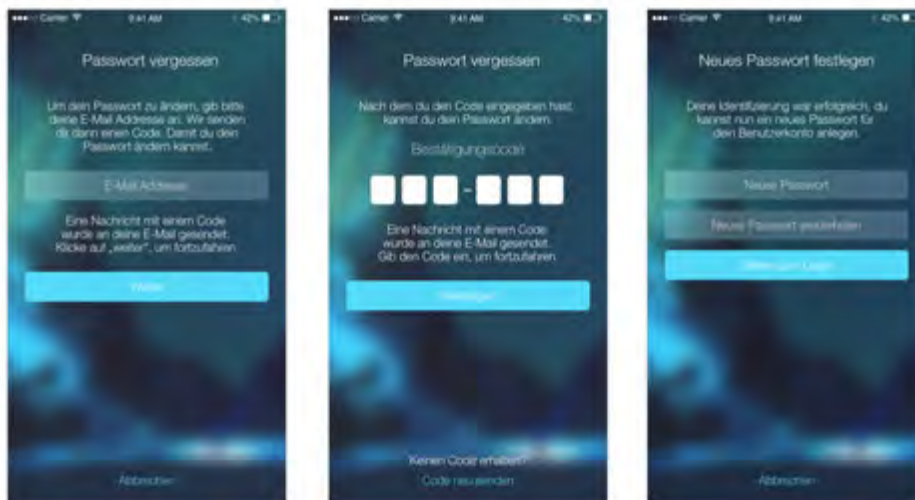 Carrier 9:41 AM 42%
Passwort vergessen
Um dein Passwort zu ändern, gib bitte
deine E-Mail Addresse an. Wir senden
dir dann einen Code. Damit du dein
Passwort ändern kannst.
E-Mail Addresse
Eine Nachricht mit einem Code
wurde an deine E-Mail gesendet.
Klicke auf „weiter“, um fortzufahren
Weiter
Abbrechen
Carrier 9:41 AM 42%
Passwort vergessen
Nach dem du den Code eingegeben hast,
kannst du dein Passwort ändern.
Bestätigungscode
-
Eine Nachricht mit einem Code
wurde an deine E-Mail gesendet.
Gib den Code ein, um fortzufahren
Keinen Code erhalten?
Code neu senden
Carrier 9:41 AM 42%
Neues Passwort festlegen
Deine Identifizierung war erfolgreich, du
kannst nun ein neues Passwort für
dein Benutzerkonto anlegen.
Neues Passwort
Neues Passwort wiederholen
Abbrechen